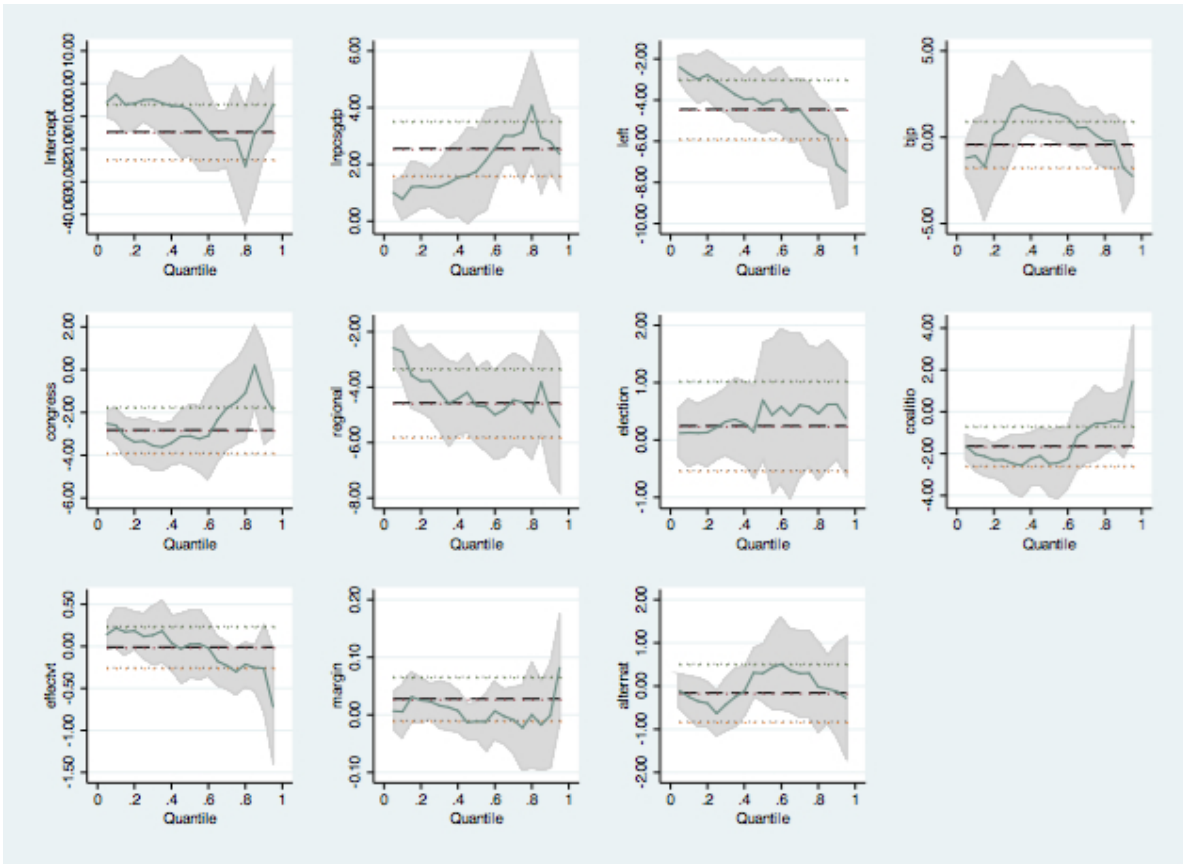 Intercept
-40.00-30.00-20.00-10.000.00 10.00
0 .2 .4 .6 .8 1
Quantile
lnpcsgdp
0.00 2.00 4.00 6.00
0 .2 .4 .6 .8 1
Quantile
left
-10.00 -8.00 -6.00 -4.00 -2.00
0 .2 .4 .6 .8 1
Quantile
bjp
-5.00 0.00 5.00
0 .2 .4 .6 .8 1
Quantile
congress
-6.00 -4.00 -2.00 0.00 2.00
0 .2 .4 .6 .8 1
Quantile
regional
-8.00 -6.00 -4.00 -2.00
0 .2 .4 .6 .8 1
Quantile
election
-1.00 0.00 1.00 2.00
0 .2 .4 .6 .8 1
Quantile
coalitio
-4.00 -2.00 0.00 2.00 4.00
0 .2 .4 .6 .8 1
Quantile
effectvt
-1.50 -1.00 -0.50 0.00 0.50
0 .2 .4 .6 .8 1
Quantile
margin
-0.10 0.00 0.10 0.20
0 .2 .4 .6 .8 1
Quantile
alternat
-2.00 -1.00 0.00 1.00 2.00
0 .2 .4 .6 .8 1
Quantile